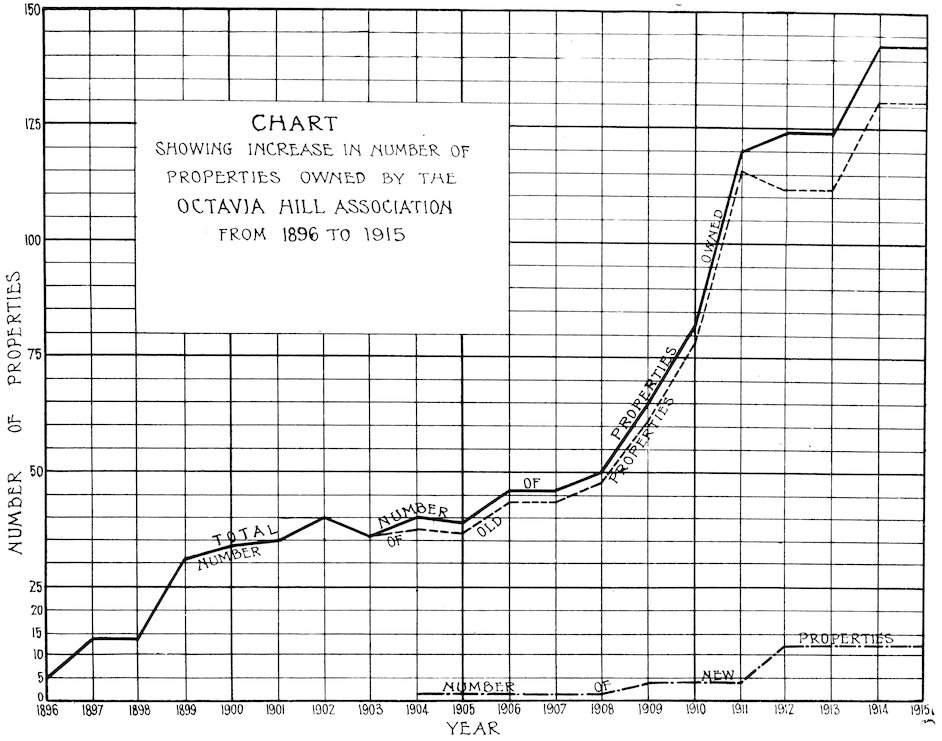 150
125
100
75
50
25
20
15
10
5
0
NUMBER OF PROPERTIES
CHART
SHOWING INCREASE IN NUMBER OF
PROPERTIES OWNED BY THE
OCTAVIA HILL ASSOCIATION
FROM 1896 TO 1915
TOTAL NUMBER OF PROPERTIES OWNED
NUMBER OF OLD PROPERTIES
NUMBER OF NEW PROPERTIES
1896 1897 1898 1899 1900 1901 1902 1903 1904 1905 1906 1907 1908 1909 1910 1911 1912 1913 1914 1915
YEAR